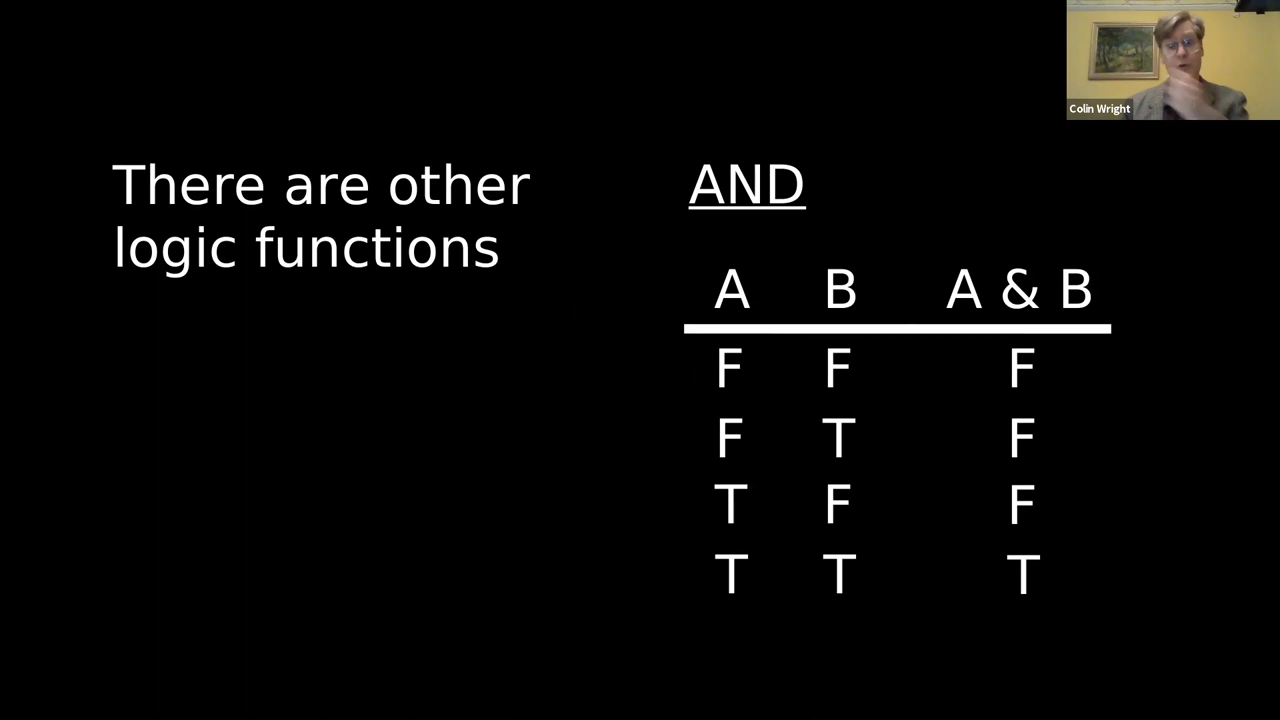 Colin Wright
There are other
logic functions
AND
A B A & B
F F F
F T F
T F F
T T T